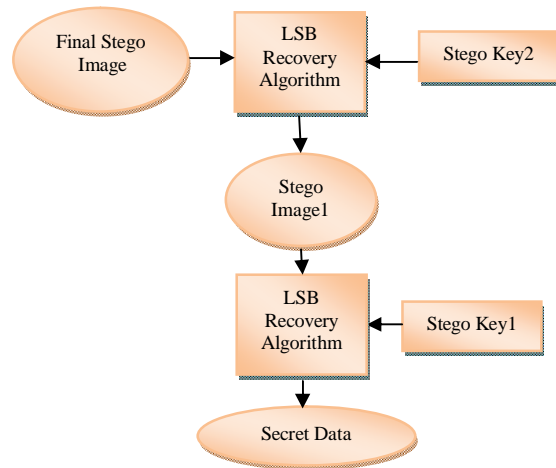 Final Stego
Image
LSB
Recovery
Algorithm
Stego Key2
Stego
Image1
LSB
Recovery
Algorithm
Stego Key1
Secret Data